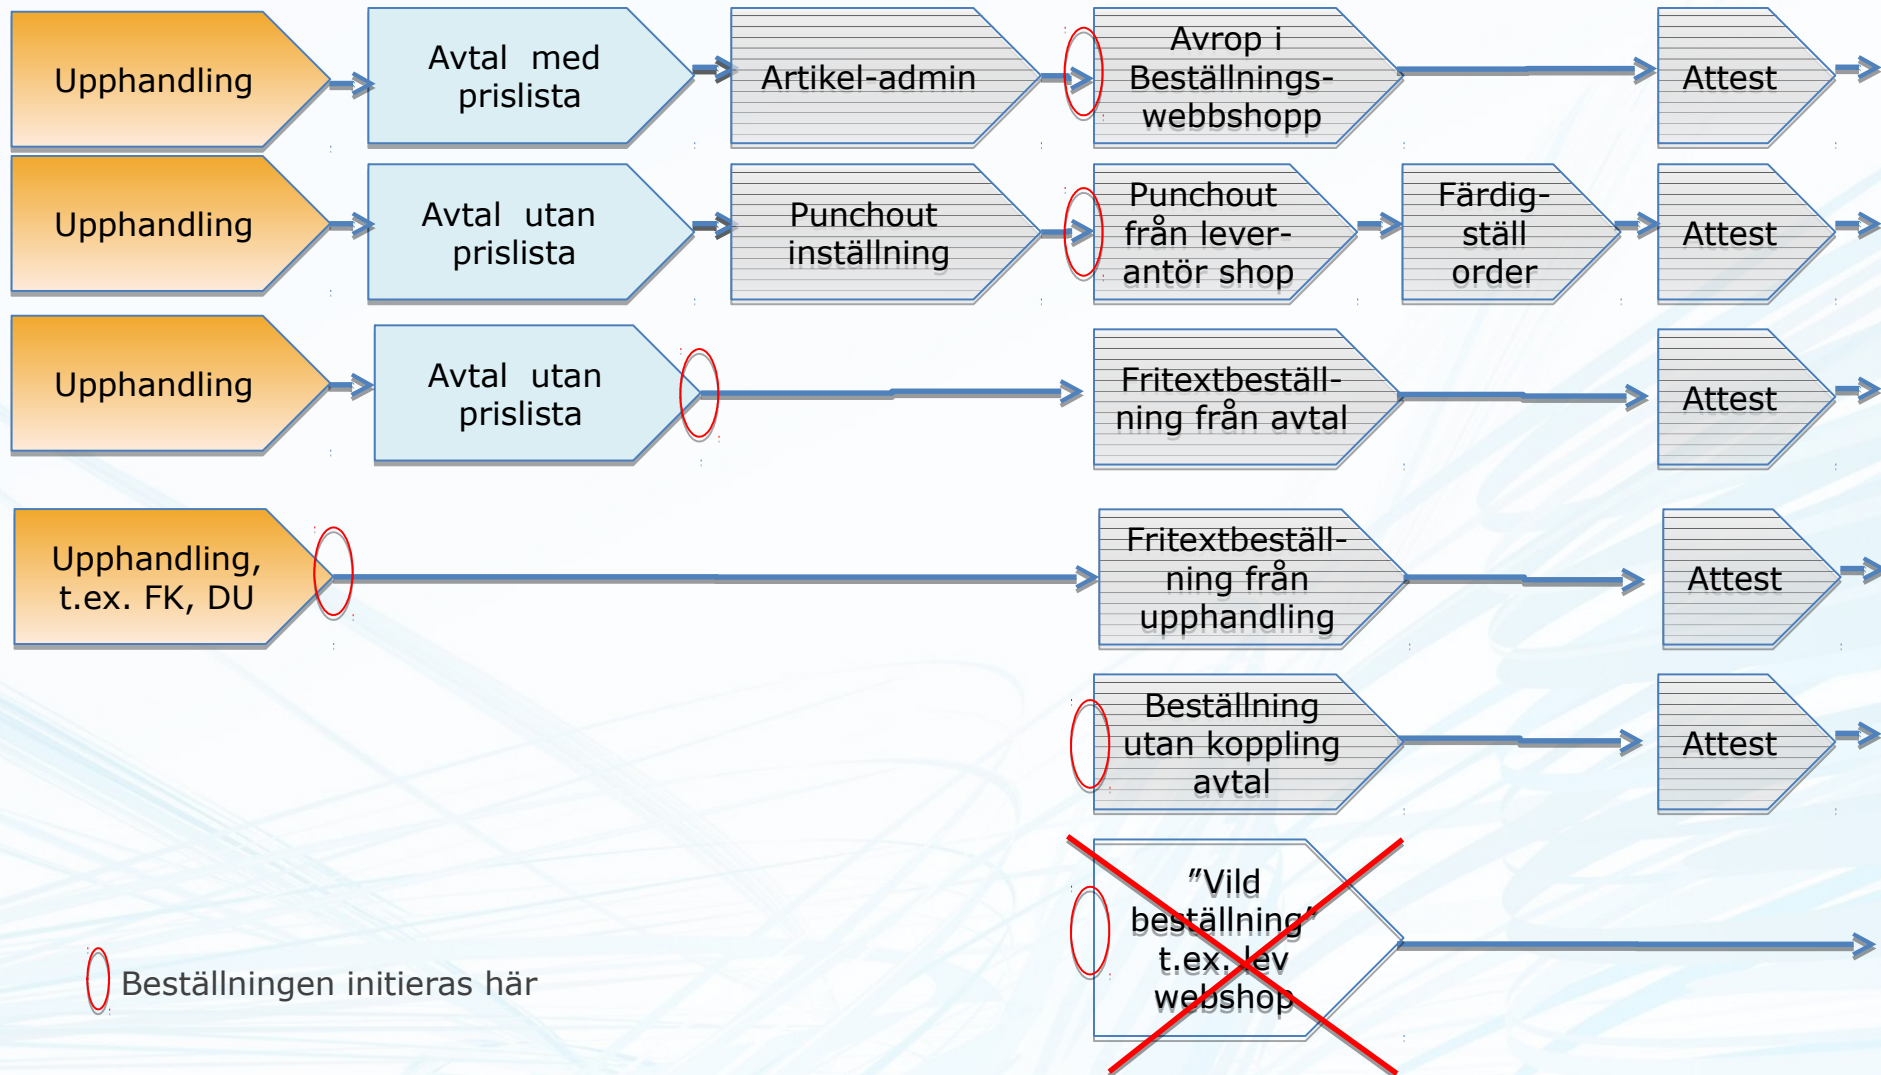 Upphandling
Avtal med
prislista
Artikel-admin
Avrop i
Beställnings-
webbshopp
Attest
Upphandling
Avtal utan
prislista
Punchout
inställning
Punchout
från lever-
antör shop
Färdig-
ställ
order
Attest
Upphandling
Avtal utan
prislista
Fritextbeställ-
ning från avtal
Attest
Upphandling,
t.ex. FK, DU
Fritextbeställ-
ning från
upphandling
Attest
Beställning
utan koppling
avtal
Attest
”Vild
beställning”
t.ex. lev
webshop
Beställningen initieras här